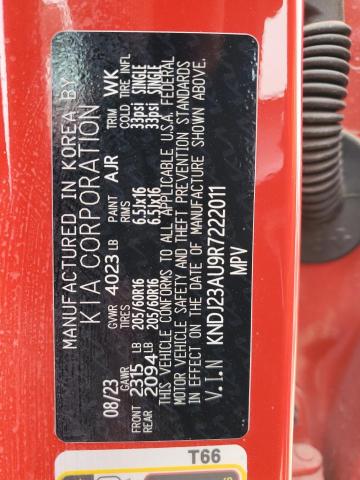 MANUFACTURED IN KOREA BY
KIA CORPORATION
08/23 GVWR 4023 LB PAINT AJR TRIM WK
GAWR RIMS COLD TIRE INFL
FRONT 2315 LB 205/60R16 6.5Jx16 33psi SINGLE
REAR 2094 LB 205/60R16 6.5Jx16 33psi SINGLE
THIS VEHICLE CONFORMS TO ALL APPLICABLE U.S.A. FEDERAL
MOTOR VEHICLE SAFETY AND THEFT PREVENTION STANDARDS
IN EFFECT ON THE DATE OF MANUFACTURE SHOWN ABOVE.
V.I.N KNDJ23AU9R7222011
MPV
T66